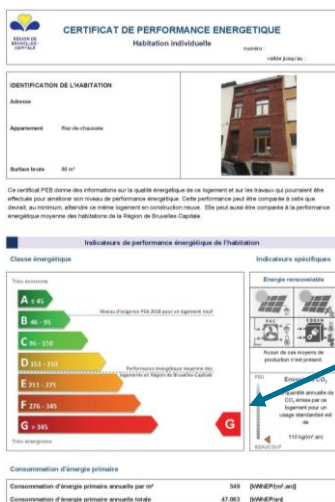 RÉGION DE
BRUXELLES-
CAPITALE
CERTIFICAT DE PERFORMANCE ENERGETIQUE
Habitation individuelle
numéro :
valide jusqu'au :
IDENTIFICATION DE L'HABITATION
Adresse
Appartement Rez-de-chaussée
Surface brute 86 m²
Ce certificat PEB donne des informations sur la qualité énergétique de ce logement et sur les travaux qui pourraient être
effectués pour améliorer son niveau de performance énergétique. Cette performance peut être comparée à celle que
devrait, au minimum, atteindre ce même logement en construction neuve. Elle peut aussi être comparée à la performance
énergétique moyenne des habitations de la Région de Bruxelles-Capitale.
Indicateurs de performance énergétique de l'habitation
Classe énergétique
Indicateurs spécifiques
Très économe
A ≤ 45
B 46 - 95
C 96 - 150
D 151 - 210
E 211 - 275
F 276 - 345
G > 345
Très énergivore
Niveau d'exigence PEB 2018 pour un logement neuf
Performance énergétique moyenne des
logements en Région de Bruxelles-Capitale
G
Energie renouvelable
PAC
COGEN
Aucun de ces moyens de
production n'est présent.
PEU
CO₂
quantité annuelle de
CO₂ émise par ce
logement pour un
usage standardisé est
de
110 kg/(m².an)
BEAUCOUP
Consommation d'énergie primaire
Consommation d'énergie primaire annuelle par m² 549 [kWhEP/(m².an)]
Consommation d'énergie primaire annuelle totale 47.063 [kWhEP/an]